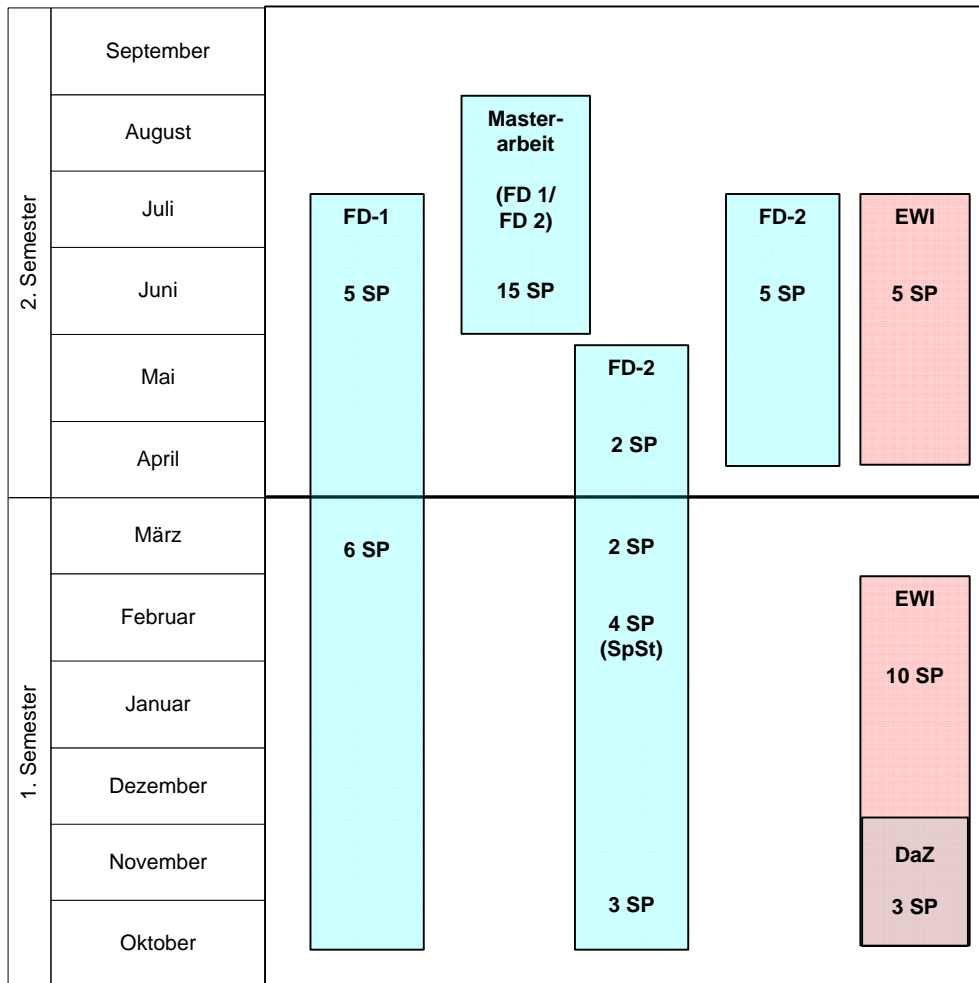 2. Semester
September
August
Juli
Juni
Mai
April
1. Semester
März
Februar
Januar
Dezember
November
Oktober
FD-1
5 SP
6 SP
Master-
arbeit
(FD 1/
FD 2)
15 SP
FD-2
2 SP
2 SP
4 SP
(SpSt)
3 SP
FD-2
5 SP
EWI
5 SP
EWI
10 SP
DaZ
3 SP